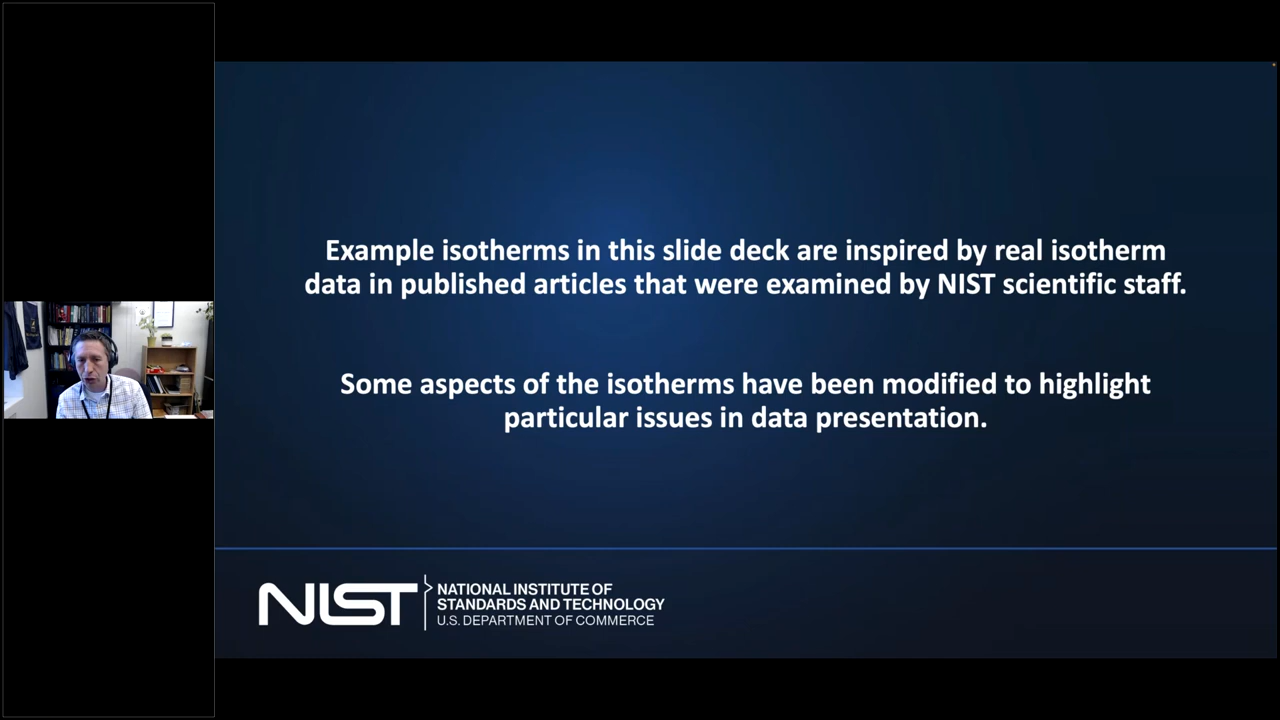 Example isotherms in this slide deck are inspired by real isotherm
data in published articles that were examined by NIST scientific staff.
Some aspects of the isotherms have been modified to highlight
particular issues in data presentation.
NIST
NATIONAL INSTITUTE OF
STANDARDS AND TECHNOLOGY
U.S. DEPARTMENT OF COMMERCE